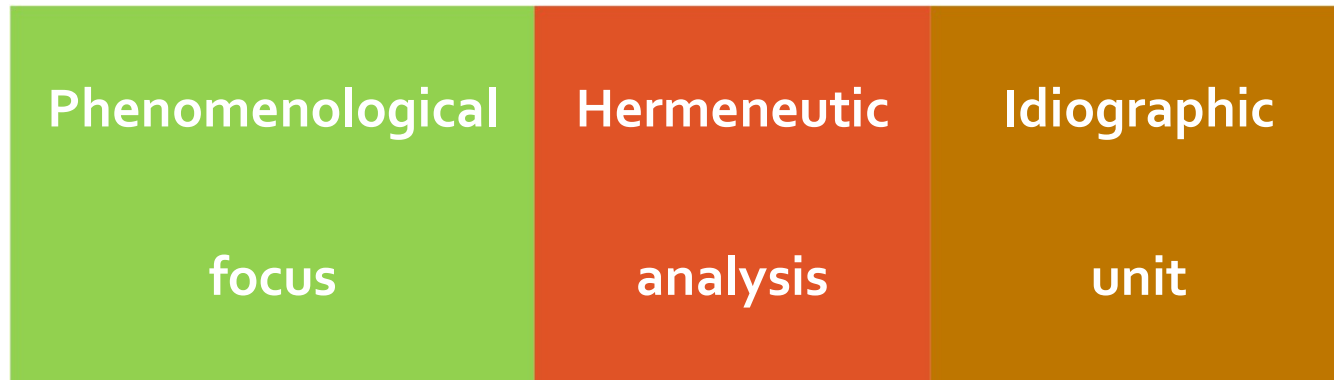 Phenomenological
focus
Hermeneutic
analysis
Idiographic
unit